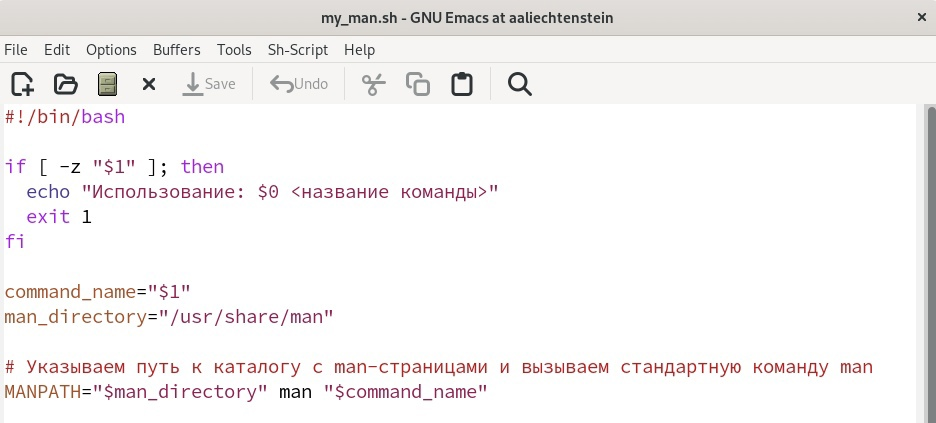 my_man.sh - GNU Emacs at aaliechtenstein
File Edit Options Buffers Tools Sh-Script Help
Save Undo
#!/bin/bash
if [ -z "$1" ]; then
  echo "Использование: $0 <название команды>"
  exit 1
fi
command_name="$1"
man_directory="/usr/share/man"
# Указываем путь к каталогу с man-страницами и вызываем стандартную команду man
MANPATH="$man_directory" man "$command_name"